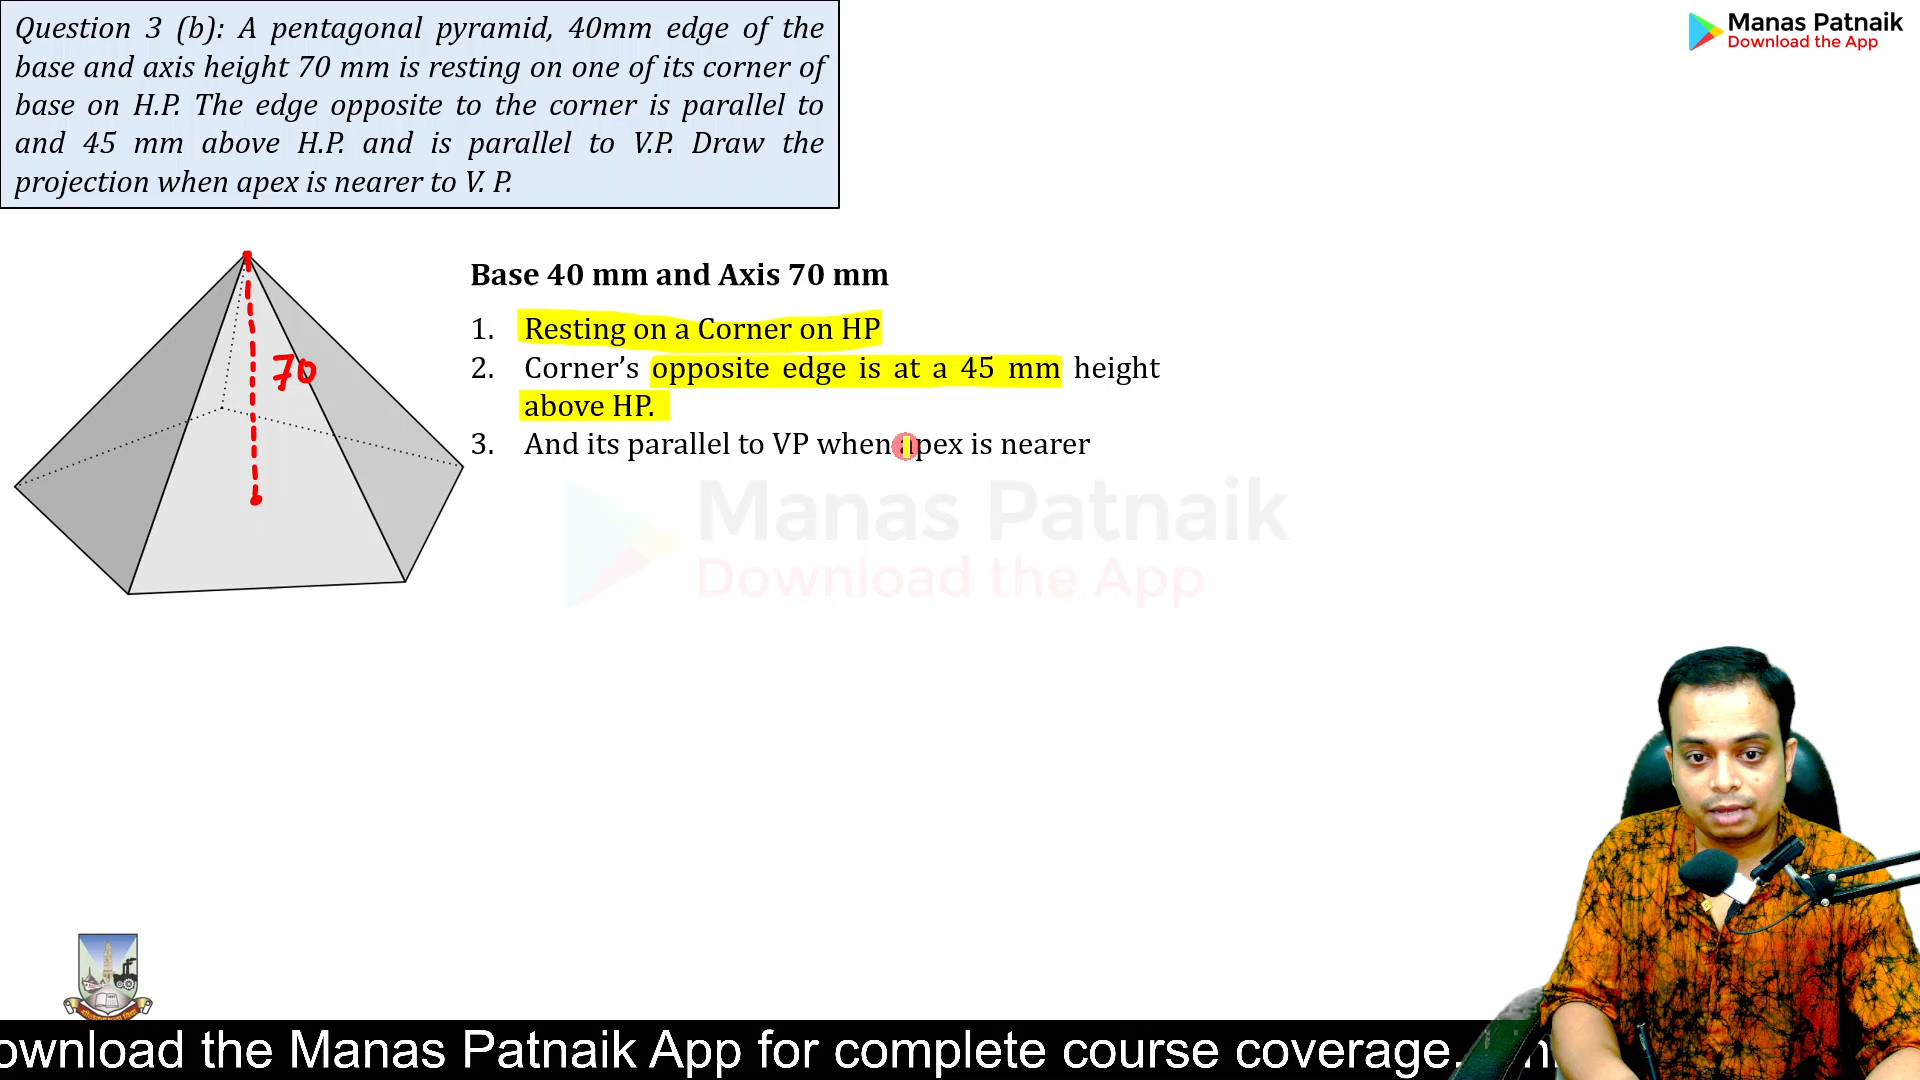 Question 3 (b): A pentagonal pyramid, 40mm edge of the
base and axis height 70 mm is resting on one of its corner of
base on H.P. The edge opposite to the corner is parallel to
and 45 mm above H.P. and is parallel to V.P. Draw the
projection when apex is nearer to V. P.
Manas Patnaik
Download the App
Base 40 mm and Axis 70 mm
1. Resting on a Corner on HP
2. Corner's opposite edge is at a 45 mm height
above HP.
3. And its parallel to VP when apex is nearer
70
Manas Patnaik
Download the App
ownload the Manas Patnaik App for complete course coverage.